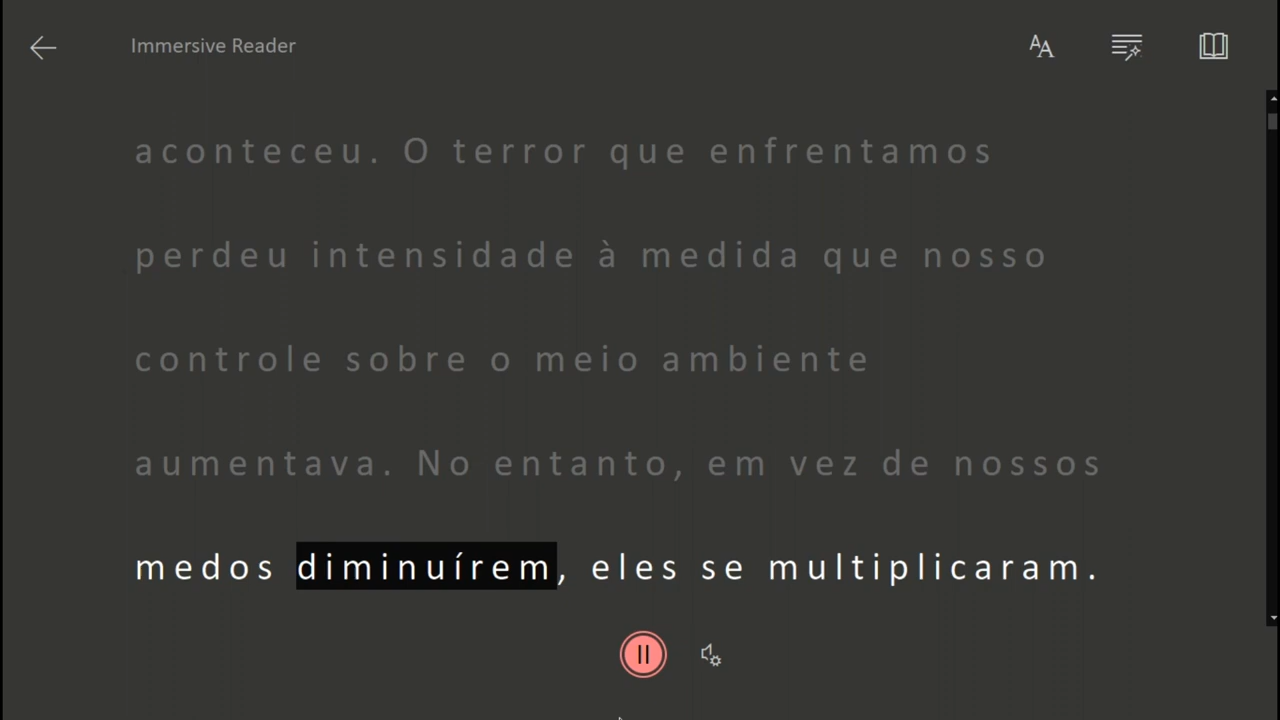 Immersive Reader
aconteceu. O terror que enfrentamos
perdeu intensidade à medida que nosso
controle sobre o meio ambiente
aumentava. No entanto, em vez de nossos
medos diminuírem, eles se multiplicaram.